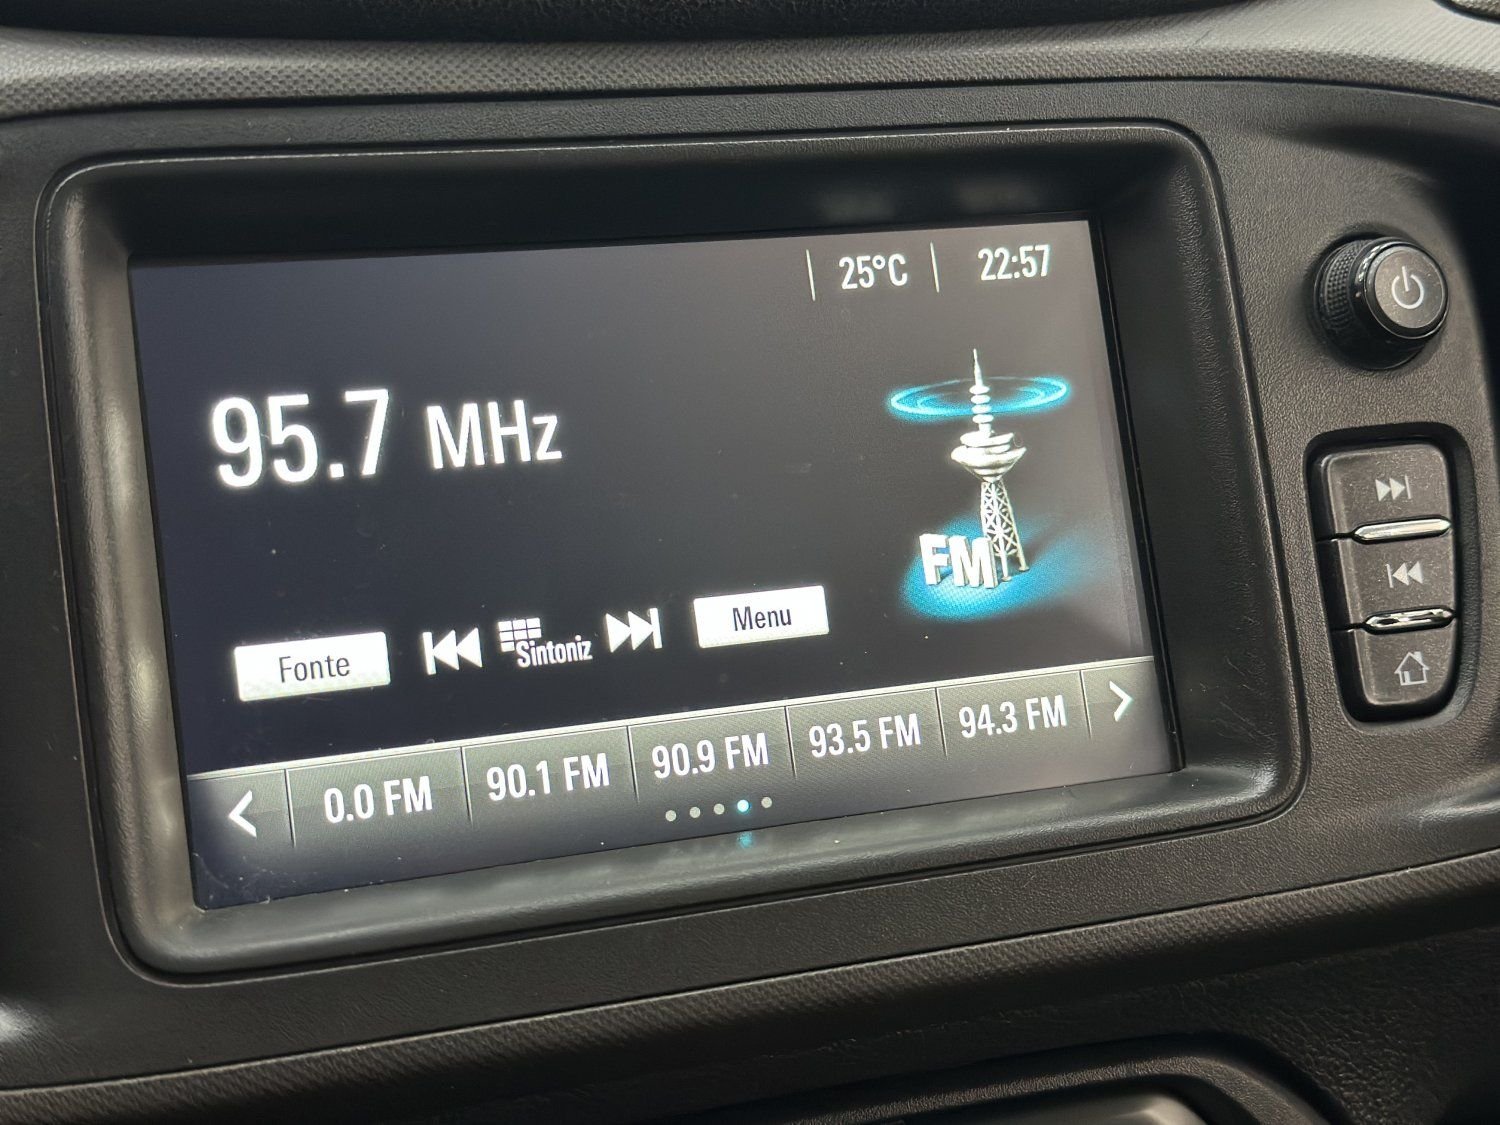 25°C 22:57
95.7 MHz
FM
Fonte Sintoniz Menu
0.0 FM 90.1 FM 90.9 FM 93.5 FM 94.3 FM